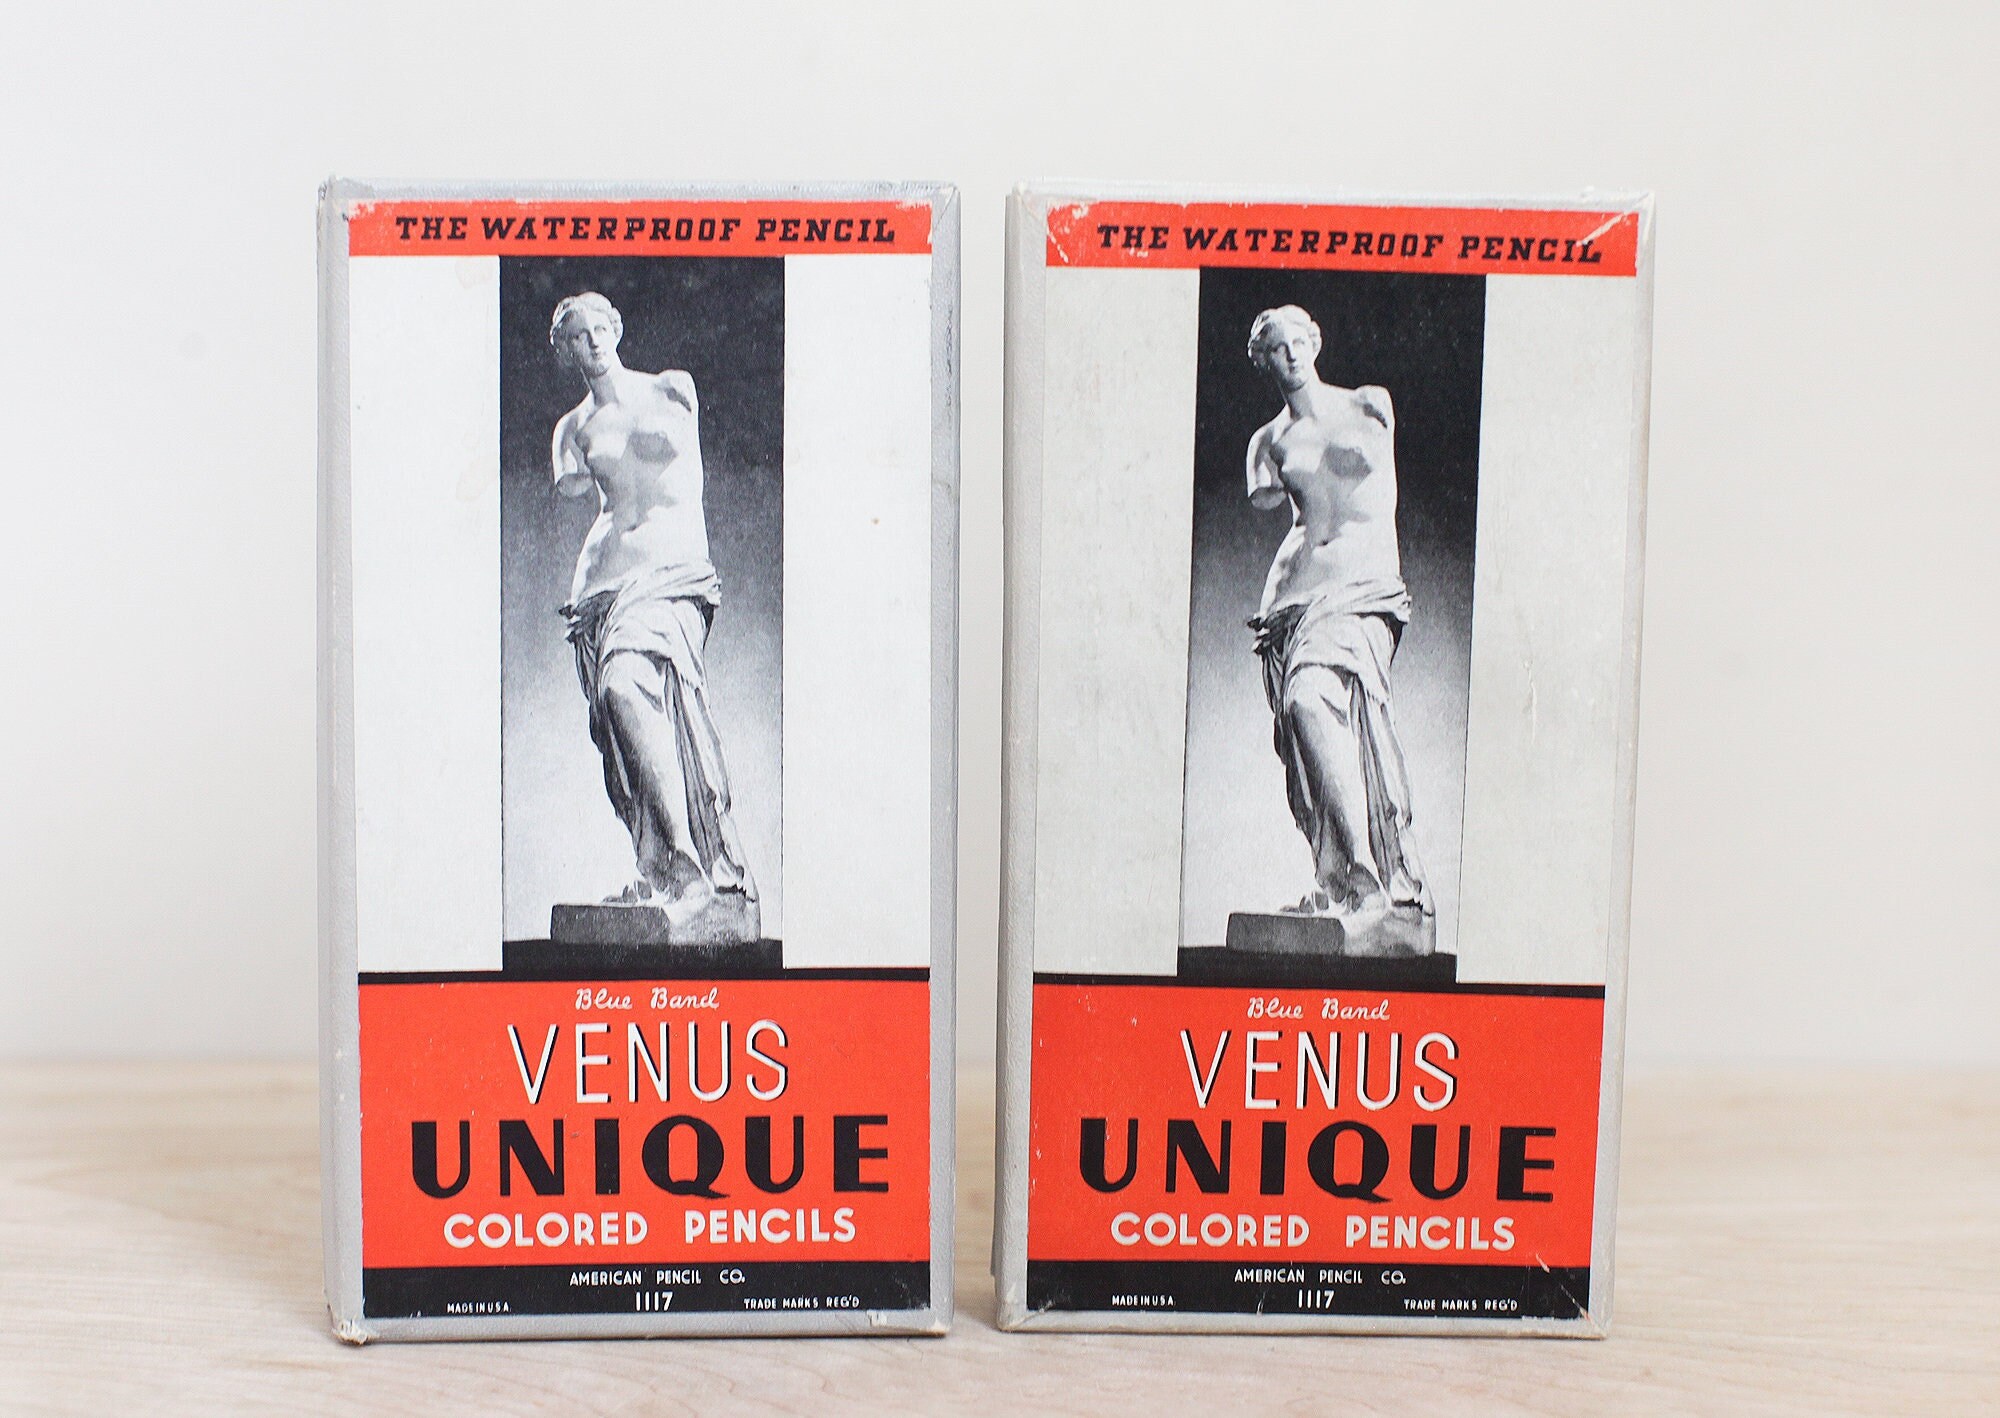 THE WATERPROOF PENCIL
Blue Band
VENUS
UNIQUE
COLORED PENCILS
AMERICAN PENCIL CO.
MADE IN U.S.A. 1117 TRADE MARKS REG'D
THE WATERPROOF PENCIL
Blue Band
VENUS
UNIQUE
COLORED PENCILS
AMERICAN PENCIL CO.
MADE IN U.S.A. 1117 TRADE MARKS REG'D